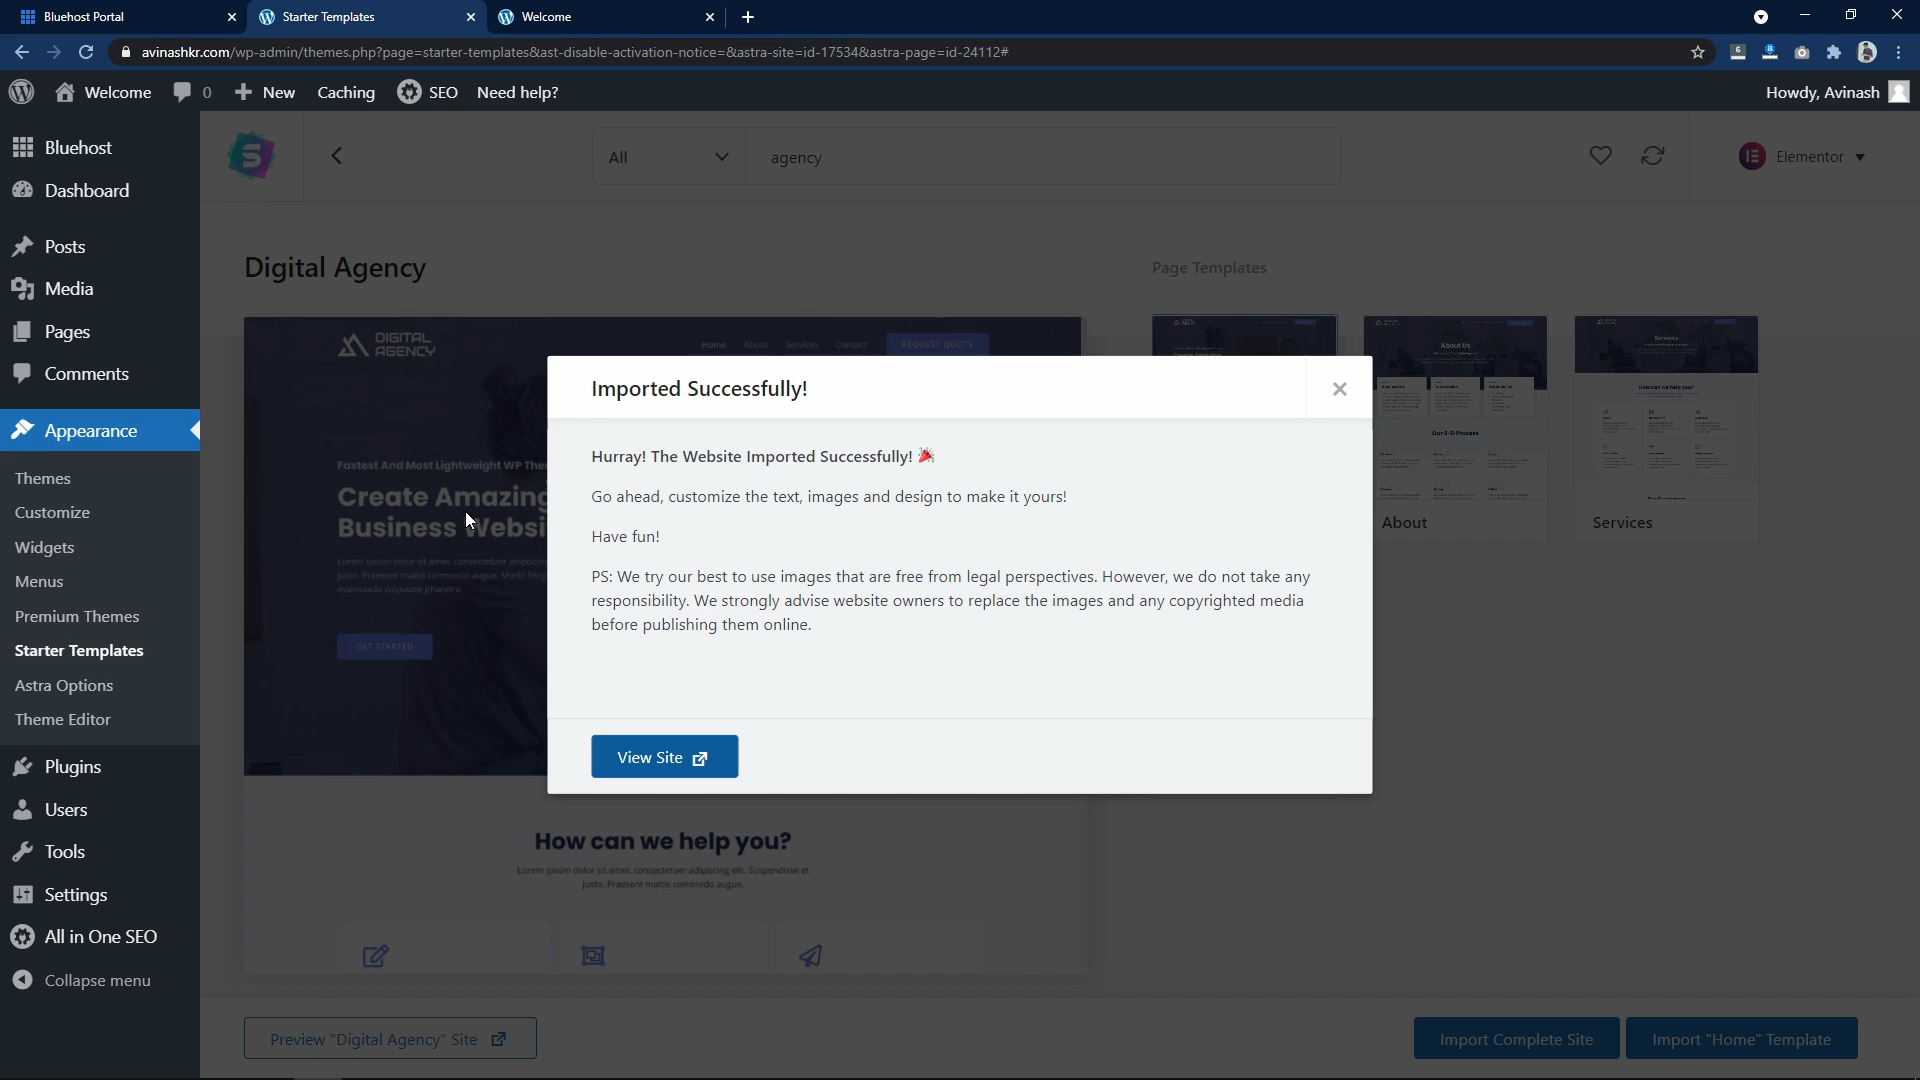 Bluehost Portal
Starter Templates
Welcome
avinashkr.com/wp-admin/themes.php?page=starter-templates&ast-disable-activation-notice=&astra-site=id-17534&astra-page=id-24112#
Welcome 0 New Caching SEO Need help?
Howdy, Avinash
Bluehost
Dashboard
Posts
Media
Pages
Comments
Appearance
Themes
Customize
Widgets
Menus
Premium Themes
Starter Templates
Astra Options
Theme Editor
Plugins
Users
Tools
Settings
All in One SEO
Collapse menu
All
agency
Elementor
Digital Agency
Page Templates
DIGITAL
AGENCY
Home About Services Contact REQUEST QUOTE
Fastest And Most Lightweight WP
Create Amazing
Business
Lorem ipsum dolor sit amet, consectetuer adipiscing
justo. Praesent mattis commodo augue. Morbi
malesuada vulputate pharetra.
GET STARTED
How can we help you?
Lorem ipsum dolor sit amet, consectetuer adipiscing elit. Suspendisse et
justo. Praesent mattis commodo augue.
Imported Successfully!
Hurray! The Website Imported Successfully! 🎉
Go ahead, customize the text, images and design to make it yours!
Have fun!
PS: We try our best to use images that are free from legal perspectives. However, we do not take any
responsibility. We strongly advise website owners to replace the images and any copyrighted media
before publishing them online.
View Site
About Us
Our 6-D Process
About
Services
How can we help you?
Services
Preview "Digital Agency" Site
Import Complete Site
Import "Home" Template